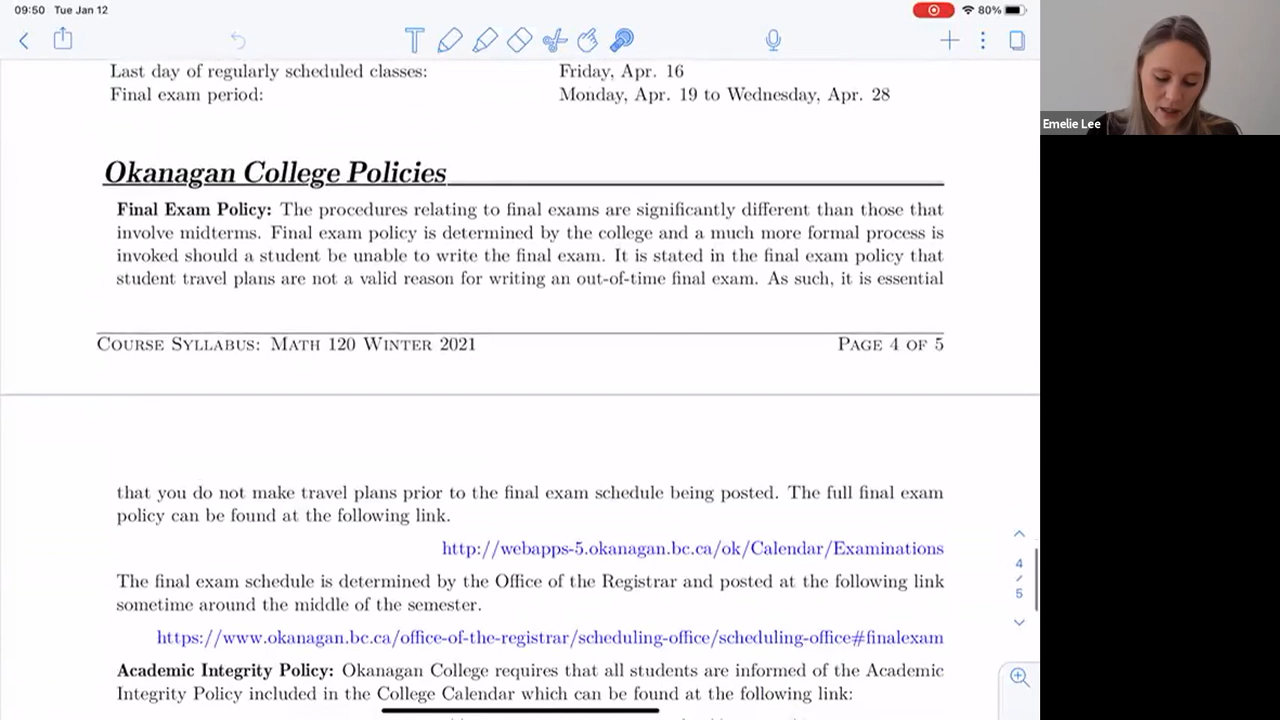 09:50 Tue Jan 12
80%
Last day of regularly scheduled classes: Friday, Apr. 16
Final exam period: Monday, Apr. 19 to Wednesday, Apr. 28
Emelie Lee
Okanagan College Policies
Final Exam Policy: The procedures relating to final exams are significantly different than those that
involve midterms. Final exam policy is determined by the college and a much more formal process is
invoked should a student be unable to write the final exam. It is stated in the final exam policy that
student travel plans are not a valid reason for writing an out-of-time final exam. As such, it is essential
Course Syllabus: Math 120 Winter 2021 Page 4 of 5
that you do not make travel plans prior to the final exam schedule being posted. The full final exam
policy can be found at the following link.
http://webapps-5.okanagan.bc.ca/ok/Calendar/Examinations
The final exam schedule is determined by the Office of the Registrar and posted at the following link
sometime around the middle of the semester.
4
/
5
https://www.okanagan.bc.ca/office-of-the-registrar/scheduling-office/scheduling-office#finalexam
Academic Integrity Policy: Okanagan College requires that all students are informed of the Academic
Integrity Policy included in the College Calendar which can be found at the following link: